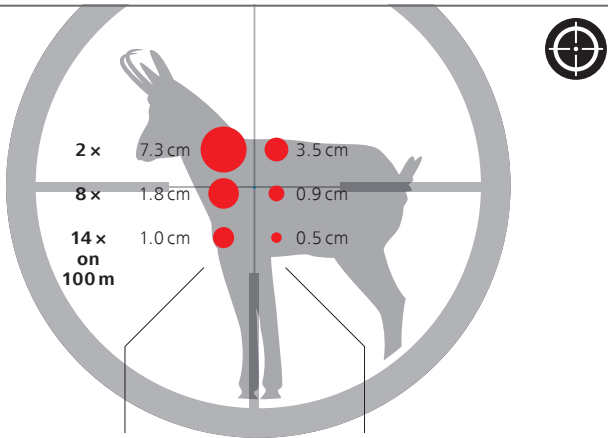 2 × 7.3 cm 3.5 cm
8 × 1.8 cm 0.9 cm
14 × 1.0 cm 0.5 cm
on
100 m